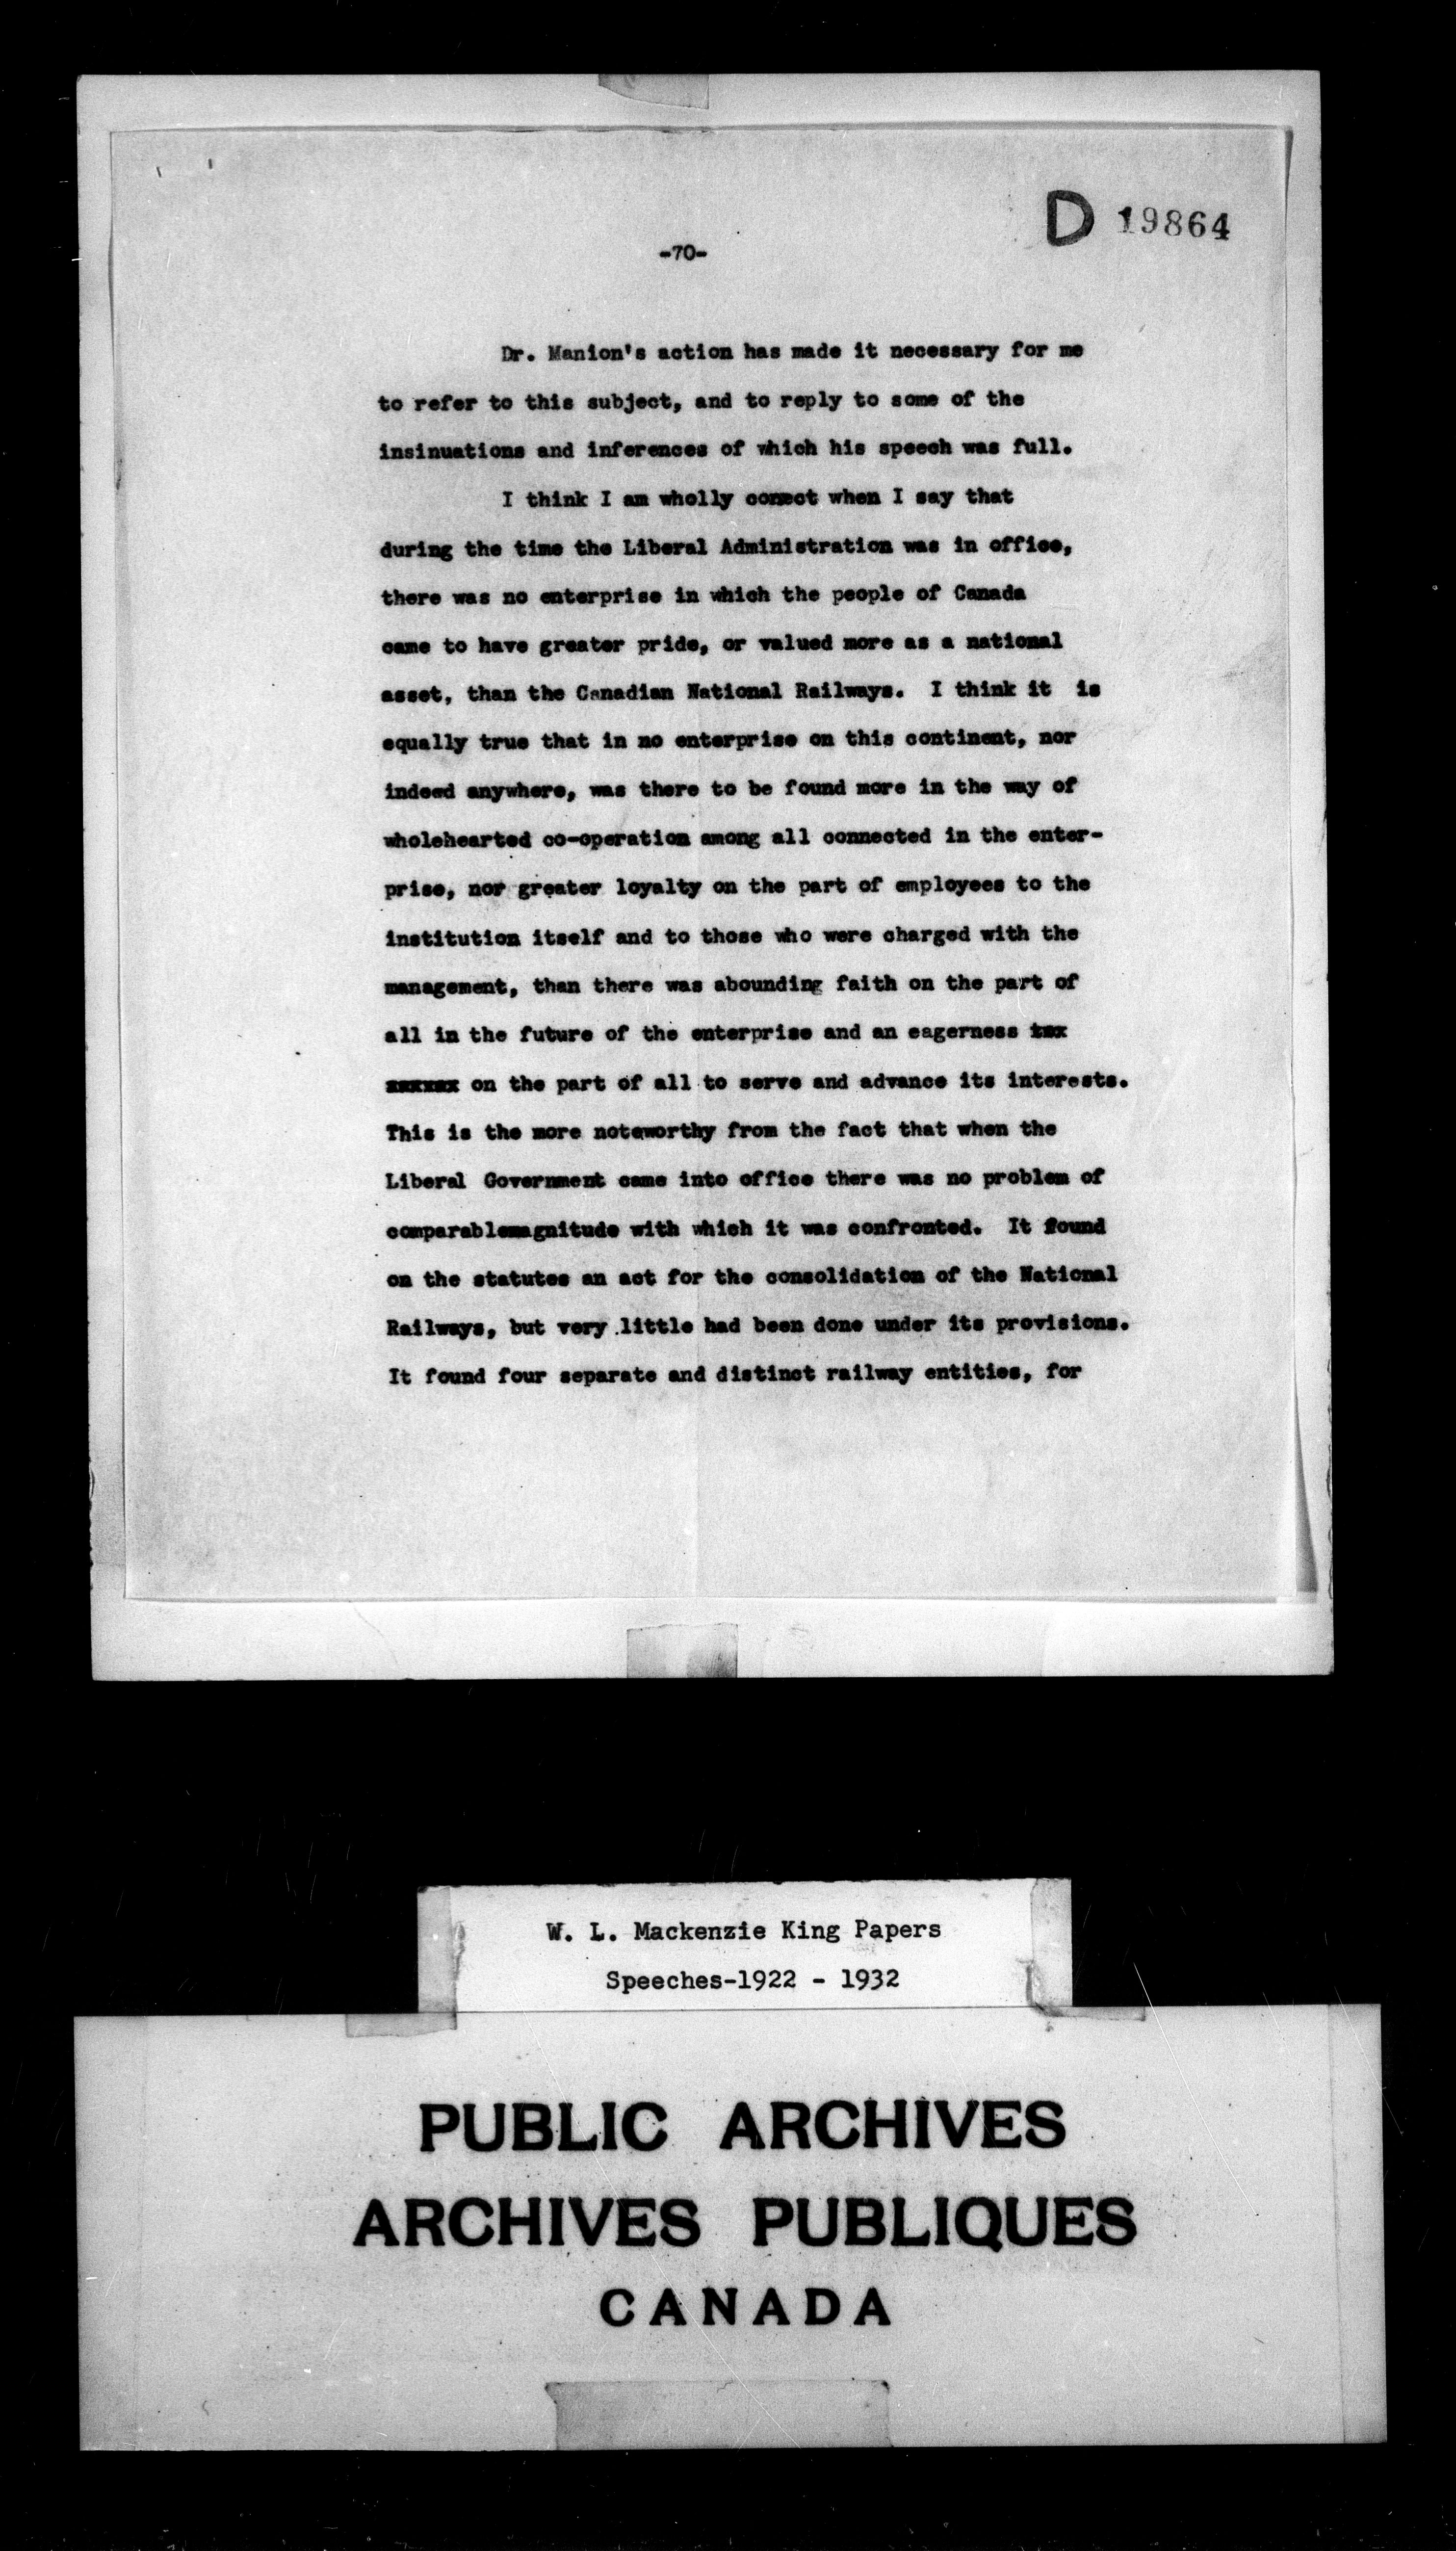 D 19864
-70-
Dr. Manion's action has made it necessary for me
to refer to this subject, and to reply to some of the
insinuations and inferences of which his speech was full.
I think I am wholly correct when I say that
during the time the Liberal Administration was in office,
there was no enterprise in which the people of Canada
came to have greater pride, or valued more as a national
asset, than the Canadian National Railways. I think it is
equally true that in no enterprise on this continent, nor
indeed anywhere, was there to be found more in the way of
wholehearted co-operation among all connected in the enter-
prise, nor greater loyalty on the part of employees to the
institution itself and to those who were charged with the
management, than there was abounding faith on the part of
all in the future of the enterprise and an eagerness
on the part of all to serve and advance its interests.
This is the more noteworthy from the fact that when the
Liberal Government came into office there was no problem of
comparablemagnitude with which it was confronted. It found
on the statutes an act for the consolidation of the National
Railways, but very little had been done under its provisions.
It found four separate and distinct railway entities, for
W. L. Mackenzie King Papers
Speeches-1922 - 1932
PUBLIC ARCHIVES
ARCHIVES PUBLIQUES
CANADA